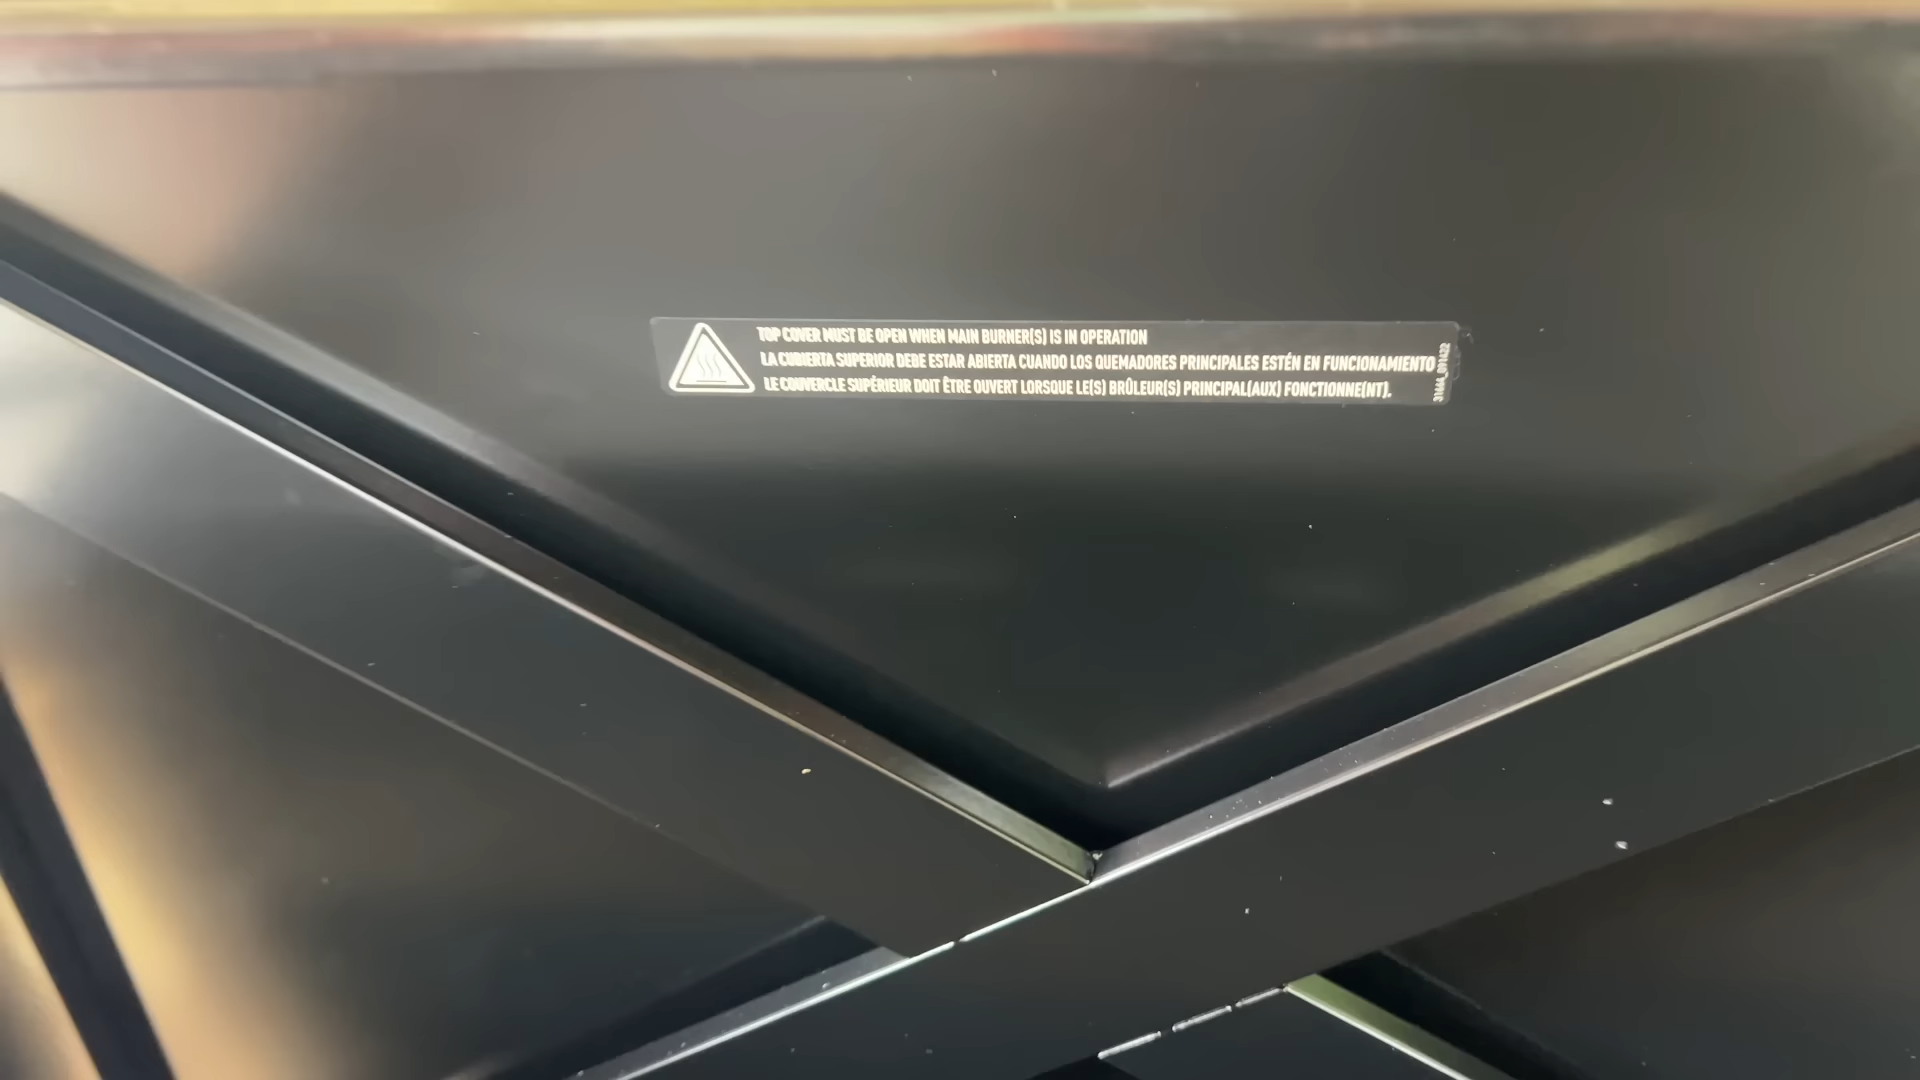 TOP COVER MUST BE OPEN WHEN MAIN BURNER(S) IS IN OPERATION
LA CUBIERTA SUPERIOR DEBE ESTAR ABIERTA CUANDO LOS QUEMADORES PRINCIPALES ESTÉN EN FUNCIONAMIENTO
LE COUVERCLE SUPÉRIEUR DOIT ÊTRE OUVERT LORSQUE LE(S) BRÛLEUR(S) PRINCIPAL(AUX) FONCTIONNE(NT).